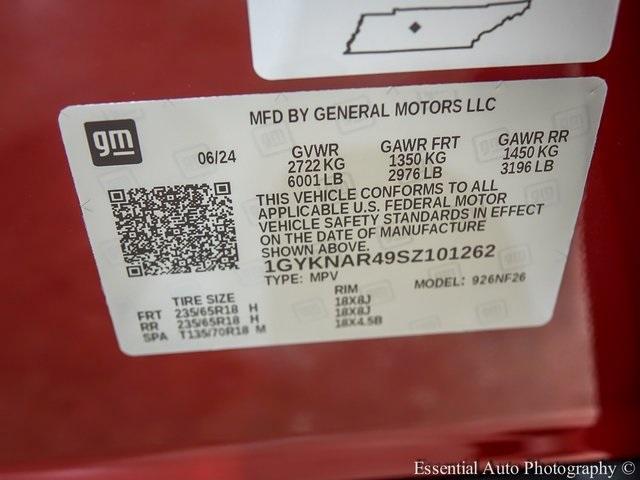 MFD BY GENERAL MOTORS LLC
gm
06/24
GVWR
2722 KG
6001 LB
GAWR FRT
1350 KG
2976 LB
GAWR RR
1450 KG
3196 LB
THIS VEHICLE CONFORMS TO ALL
APPLICABLE U.S. FEDERAL MOTOR
VEHICLE SAFETY STANDARDS IN EFFECT
ON THE DATE OF MANUFACTURE
SHOWN ABOVE.
1GYKNAR49SZ101262
TYPE: MPV
MODEL: 926NF26
TIRE SIZE
RIM
FRT 235/65R18 H 18X8J
RR 235/65R18 H 18X8J
SPA T135/70R18 M 18X4.5B
Essential Auto Photography ©